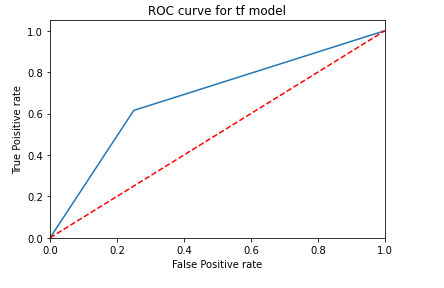 ROC curve for tf model
1.0
0.8
0.6
0.4
0.2
0.0
True Poisitive rate
0.0 0.2 0.4 0.6 0.8 1.0
False Positive rate